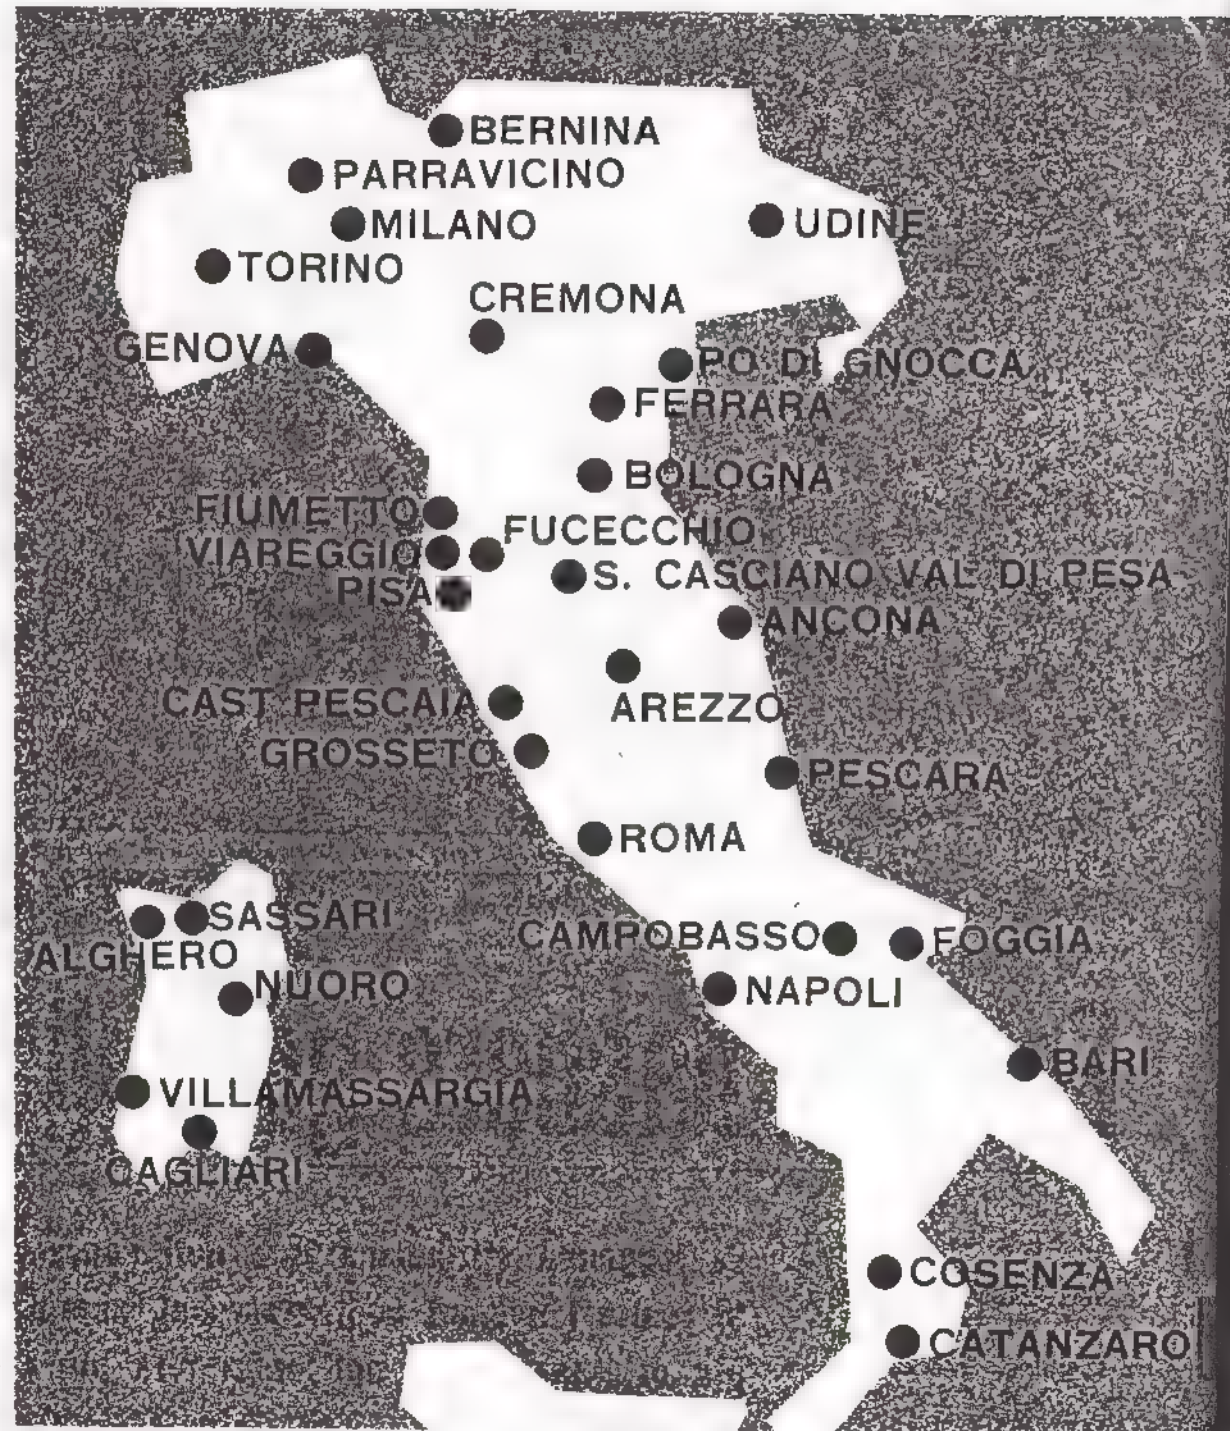 BERNINA
PARRAVICINO
MILANO
UDINE
TORINO
CREMONA
GENOVA
PO DI GNOCCA
FERRARA
BOLOGNA
FIUMETTO
FUCECCHIO
VIAREGGIO
S. CASCIANO VAL DI PESA
PISA
ANCONA
CAST PESCAIA
AREZZO
GROSSETO
PESCARA
ROMA
SASSARI
CAMPOBASSO
FOGGIA
ALGHERO
NUORO
NAPOLI
BARI
VILLAMASSARGIA
CAGLIARI
COSENZA
CATANZARO